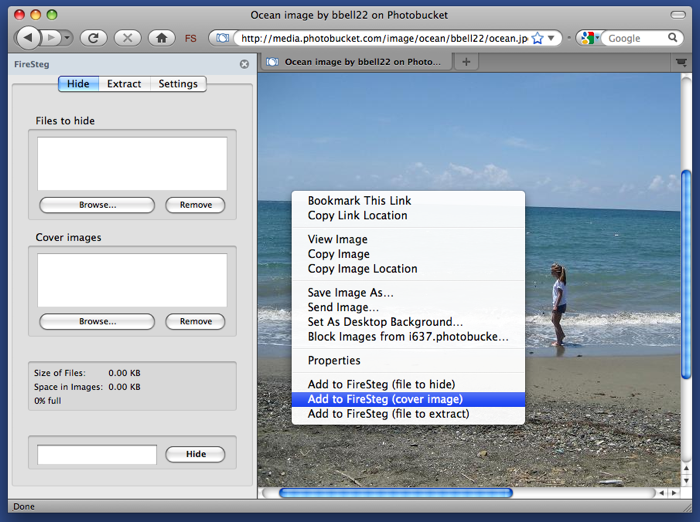 Ocean image by bbell22 on Photobucket
FS
http://media.photobucket.com/image/ocean/bbell22/ocean.jp
Google
FireSteg
Ocean image by bbell22 on Photo...
Hide Extract Settings
Files to hide
Browse... Remove
Cover images
Browse... Remove
Size of Files: 0.00 KB
Space in Images: 0.00 KB
0% full
Hide
Bookmark This Link
Copy Link Location
View Image
Copy Image
Copy Image Location
Save Image As...
Send Image...
Set As Desktop Background...
Block Images from i637.photobucke...
Properties
Add to FireSteg (file to hide)
Add to FireSteg (cover image)
Add to FireSteg (file to extract)
Done